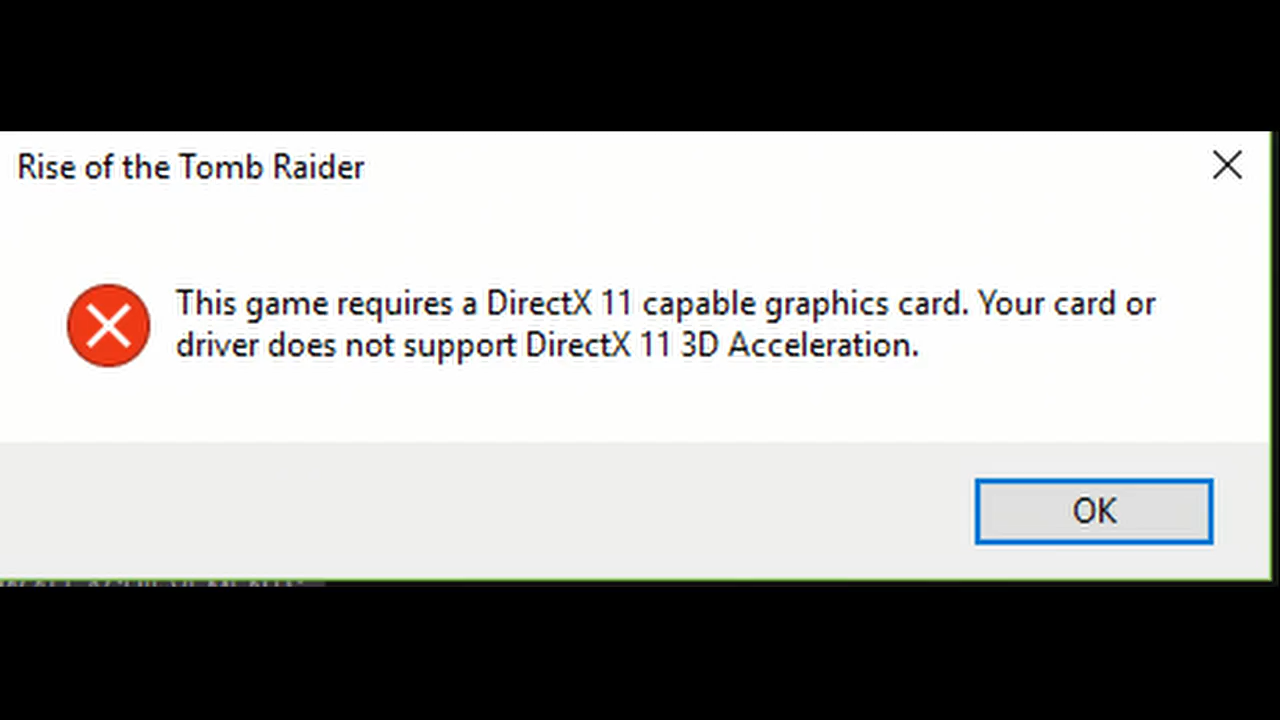 Rise of the Tomb Raider
This game requires a DirectX 11 capable graphics card. Your card or
driver does not support DirectX 11 3D Acceleration.
OK